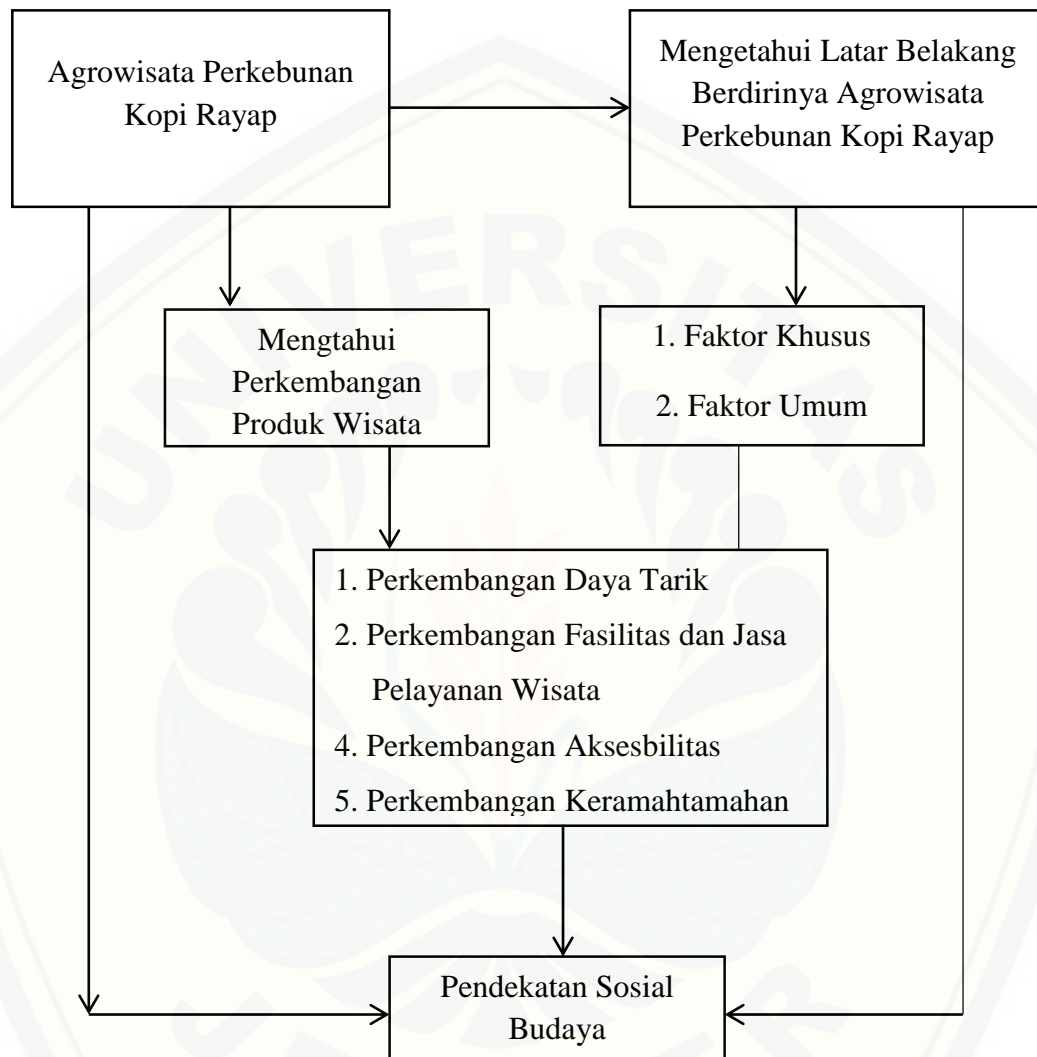 Agrowisata Perkebunan
Kopi Rayap
Mengetahui Latar Belakang
Berdirinya Agrowisata
Perkebunan Kopi Rayap
Mengtahui
Perkembangan
Produk Wisata
1. Faktor Khusus
2. Faktor Umum
1. Perkembangan Daya Tarik
2. Perkembangan Fasilitas dan Jasa
Pelayanan Wisata
4. Perkembangan Aksesbilitas
5. Perkembangan Keramahtamahan
Pendekatan Sosial
Budaya
UNIVERSITAS